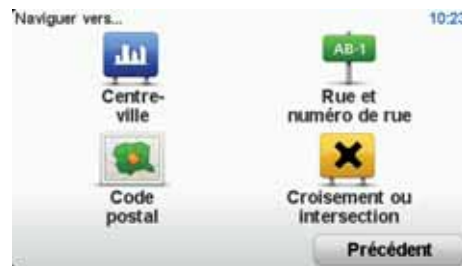 Naviguer vers...
10:23
AB-1
Centre-
ville
Rue et
numéro de rue
Code
postal
Croisement ou
intersection
Précédent